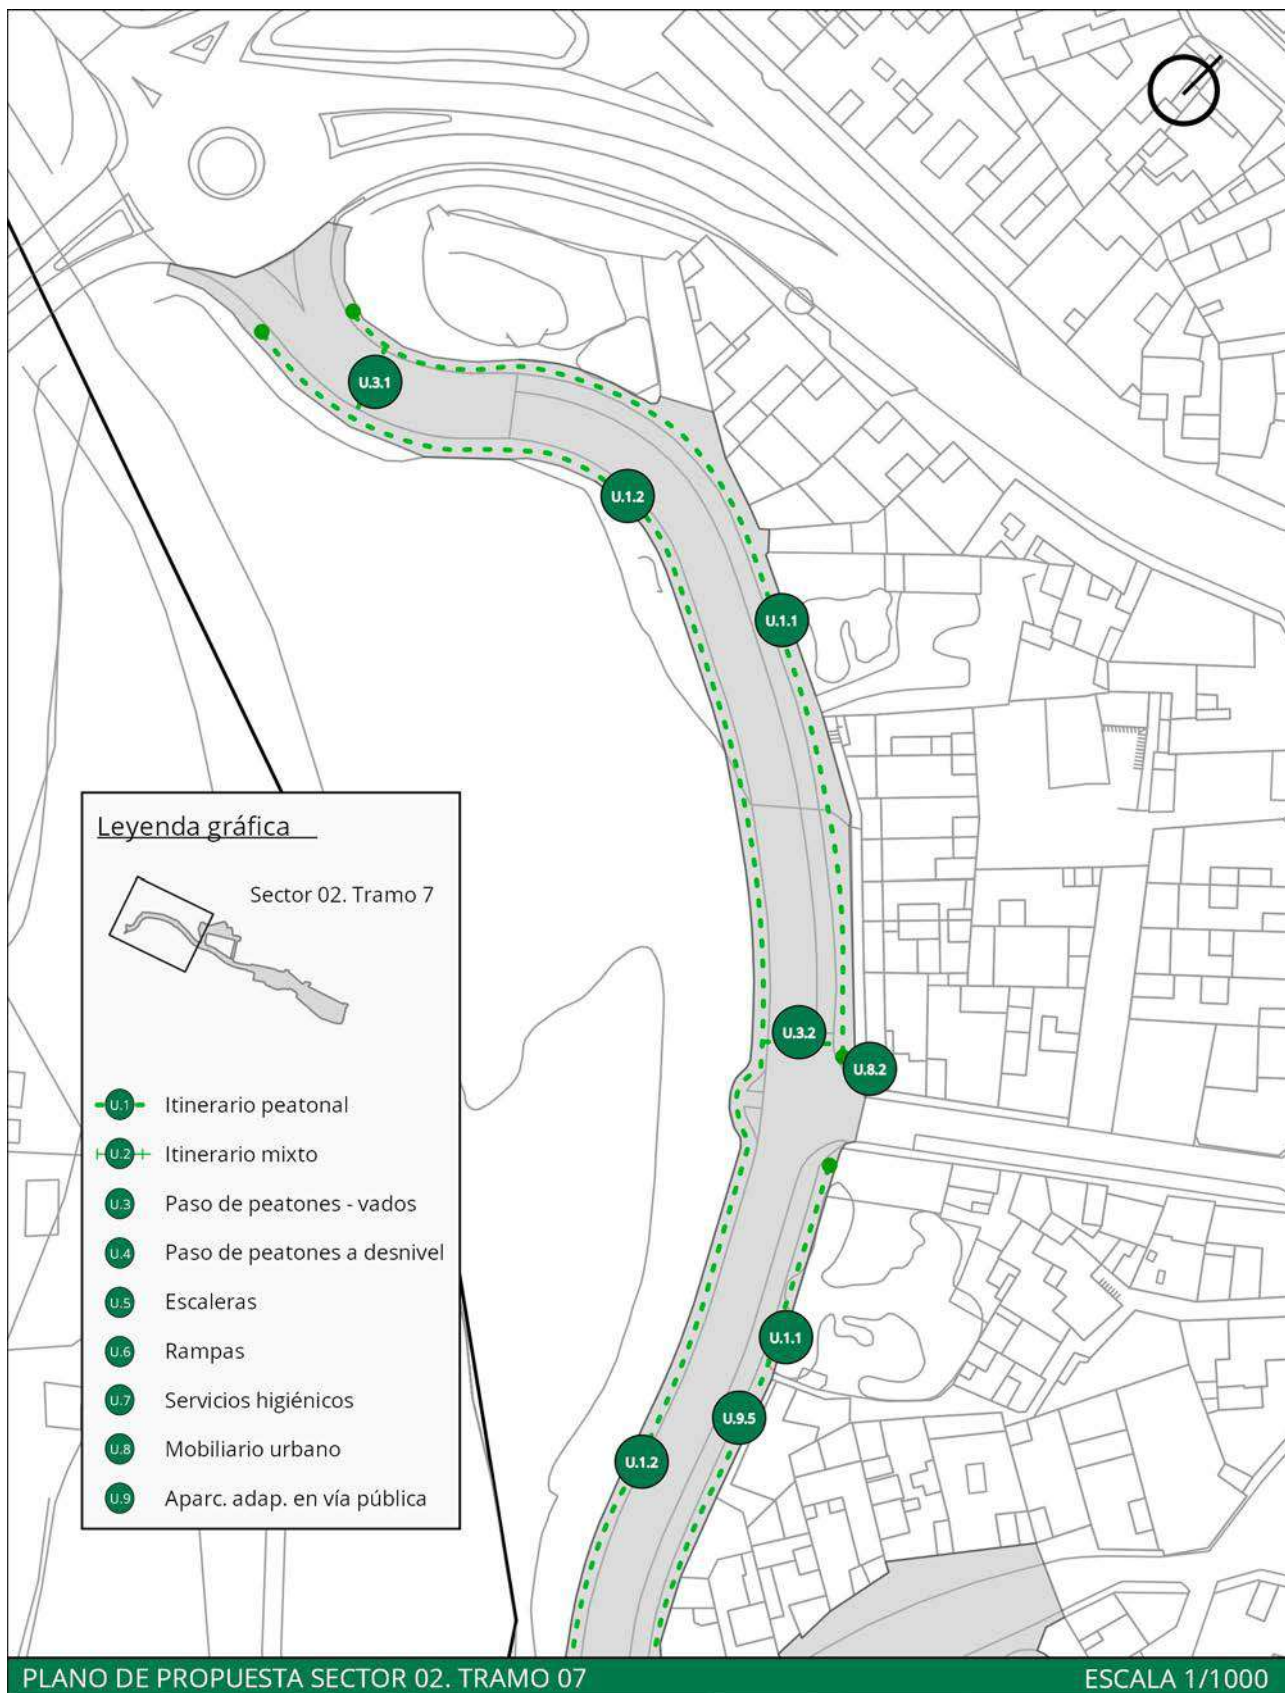 U.3.1
U.1.2
U.1.1
Leyenda gráfica
Sector 02. Tramo 7
U.1 Itinerario peatonal
U.2 Itinerario mixto
U.3 Paso de peatones - vados
U.4 Paso de peatones a desnivel
U.5 Escaleras
U.6 Rampas
U.7 Servicios higiénicos
U.8 Mobiliario urbano
U.9 Aparc. adap. en vía pública
U.3.2
U.8.2
U.1.1
U.9.5
U.1.2
PLANO DE PROPUESTA SECTOR 02. TRAMO 07
ESCALA 1/1000